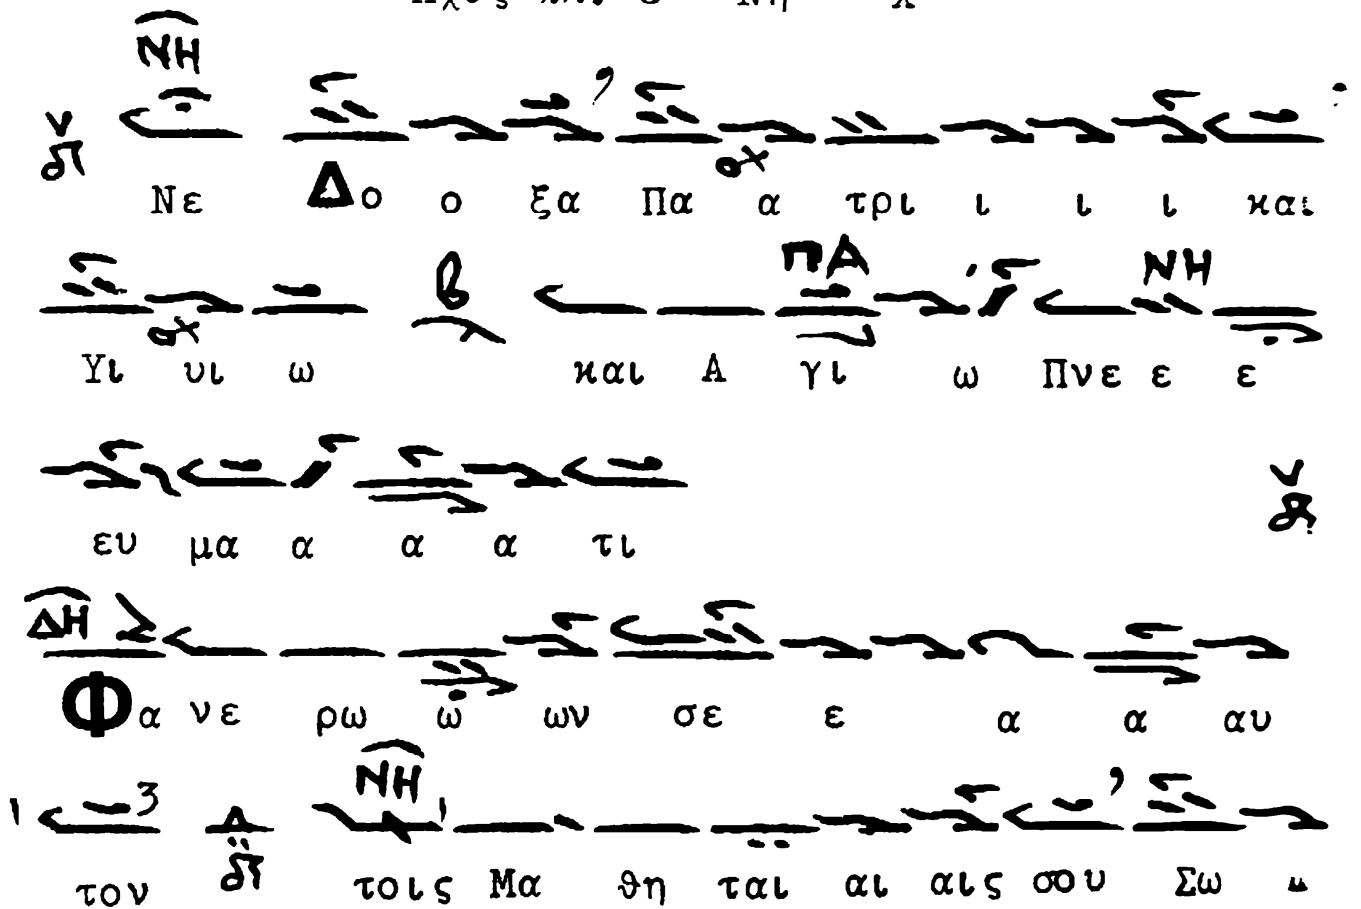 ΝΗ
Νε Δο ο ξα Πα α τρι ι ι ι και
ΠΑ ΝΗ
Υι υι ω και Α γι ω Πνε ε ε
ευ μα α α α τι
ΔΗ
Φα νε ρω ω ων σε ε α α αυ
ΝΗ
τον τοις Μα θη ται αι αις σου Σω